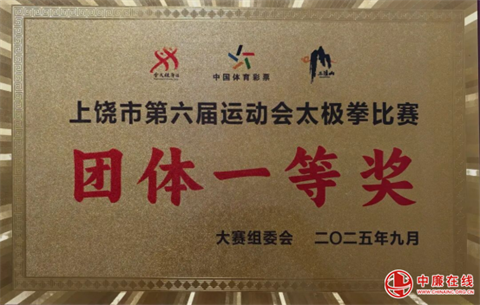 中国体育彩票
上饶市第六届运动会太极拳比赛
团体一等奖
大赛组委会 二〇二五年九月
中廉在线